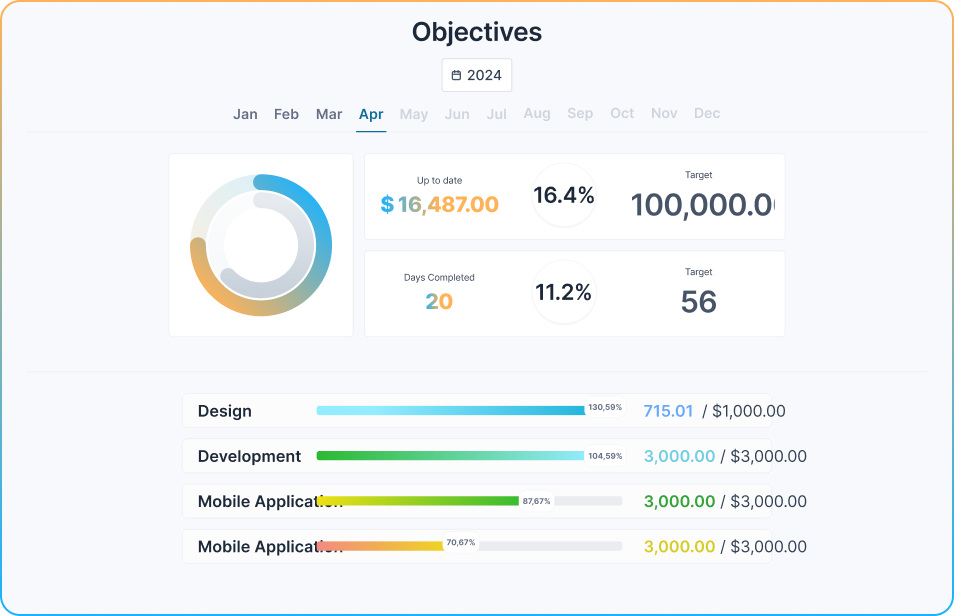 Objectives
2024
Jan Feb Mar Apr May Jun Jul Aug Sep Oct Nov Dec
Up to date
$ 16,487.00
16.4%
Target
100,000.0
Days Completed
20
11.2%
Target
56
Design 130,59% 715.01 / $1,000.00
Development 104,59% 3,000.00 / $3,000.00
Mobile Application 87,67% 3,000.00 / $3,000.00
Mobile Application 70,67% 3,000.00 / $3,000.00